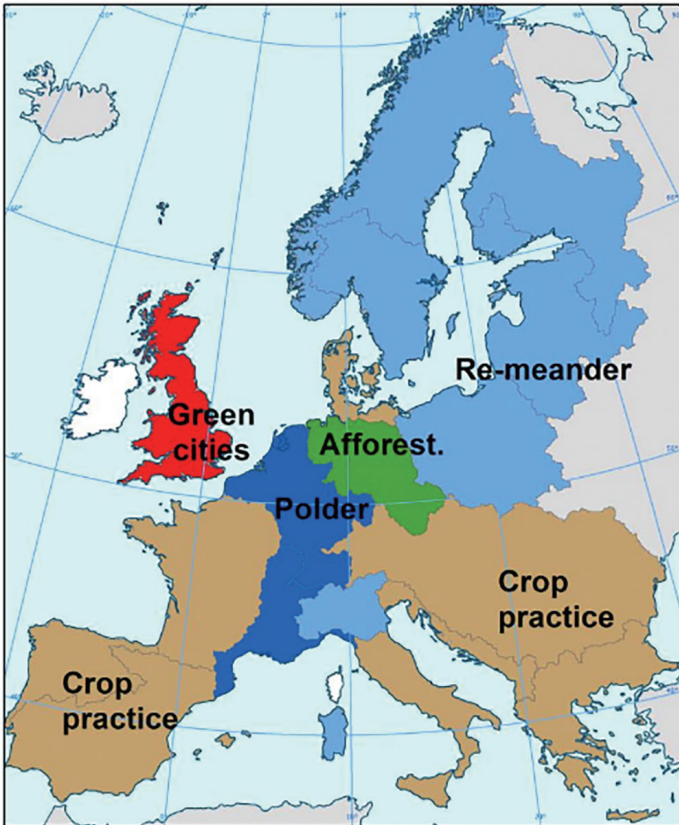 Re-meander
Green
cities
Afforest.
Polder
Crop
practice
Crop
practice